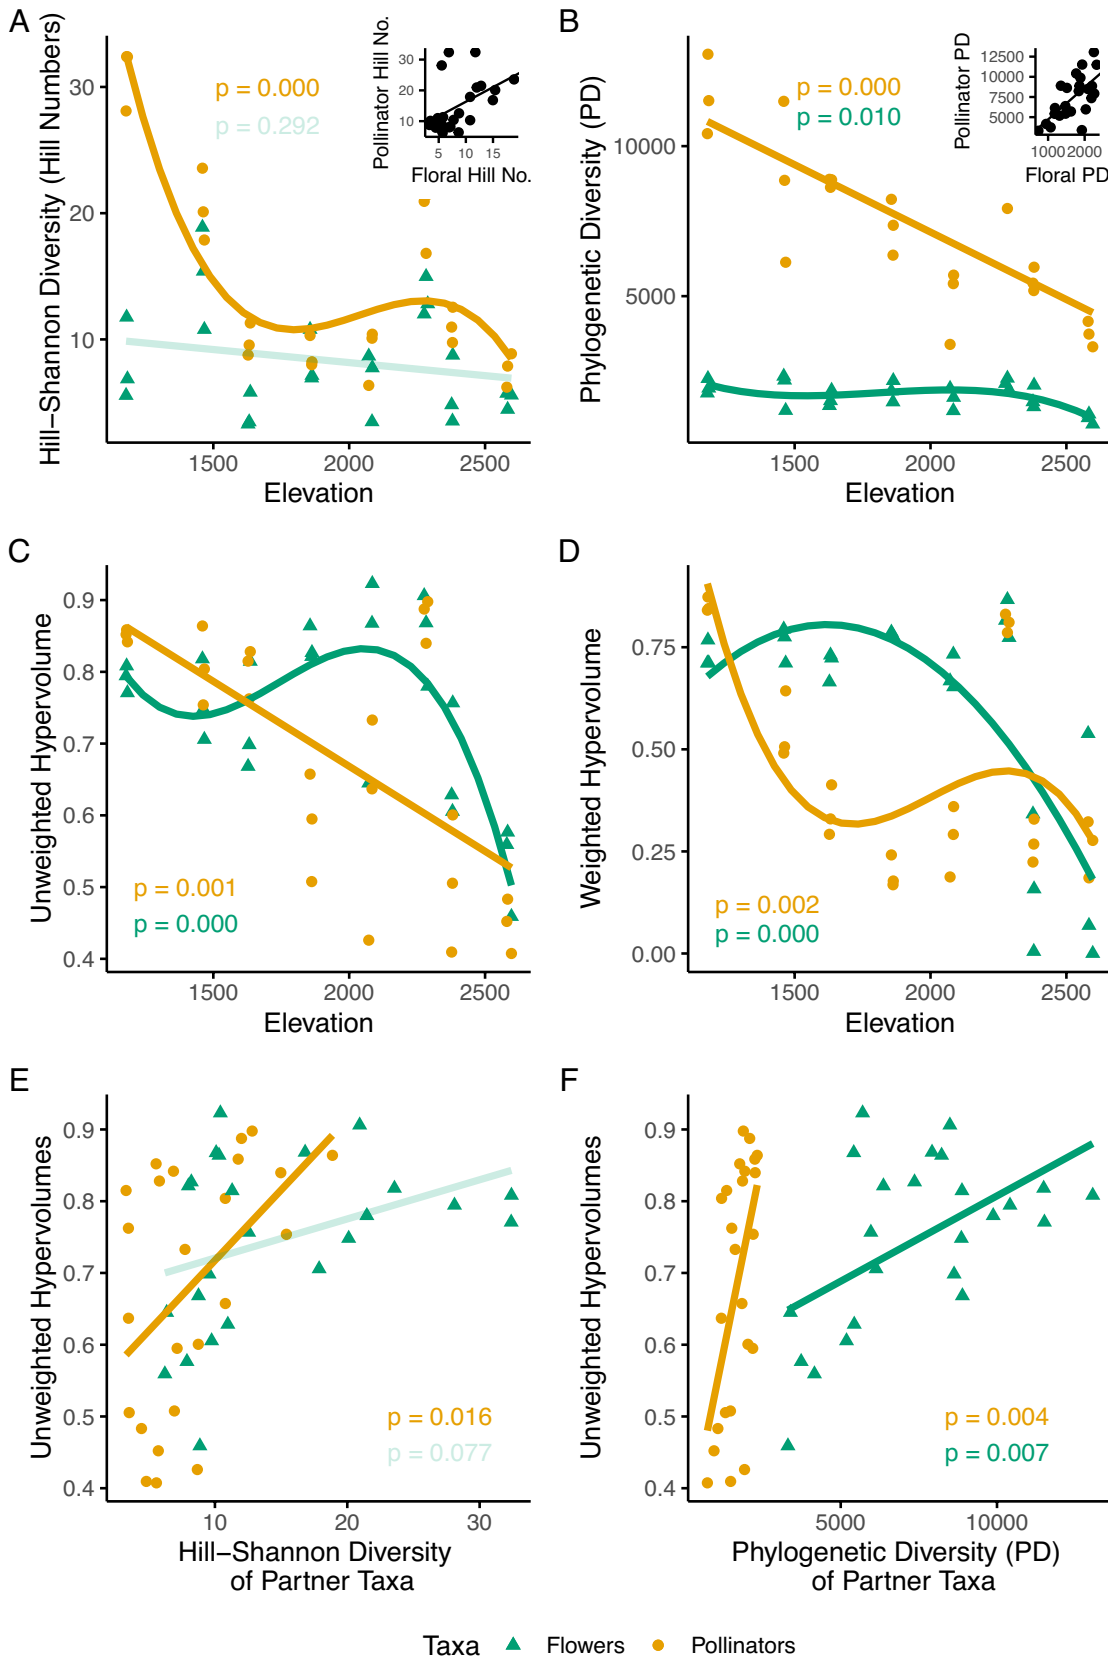 A
Hill−Shannon Diversity (Hill Numbers)
30
20
10
p = 0.000
p = 0.292
Pollinator Hill No.
30
20
10
5 10 15
Floral Hill No.
1500 2000 2500
Elevation
B
Phylogenetic Diversity (PD)
10000
5000
p = 0.000
p = 0.010
Pollinator PD
12500
10000
7500
5000
1000 2000
Floral PD
1500 2000 2500
Elevation
C
Unweighted Hypervolume
0.9
0.8
0.7
0.6
0.5
0.4
p = 0.001
p = 0.000
1500 2000 2500
Elevation
D
Weighted Hypervolume
0.75
0.50
0.25
0.00
p = 0.002
p = 0.000
1500 2000 2500
Elevation
E
Unweighted Hypervolumes
0.9
0.8
0.7
0.6
0.5
0.4
p = 0.016
p = 0.077
10 20 30
Hill−Shannon Diversity
of Partner Taxa
F
Unweighted Hypervolumes
0.9
0.8
0.7
0.6
0.5
0.4
p = 0.004
p = 0.007
5000 10000
Phylogenetic Diversity (PD)
of Partner Taxa
Taxa Flowers Pollinators